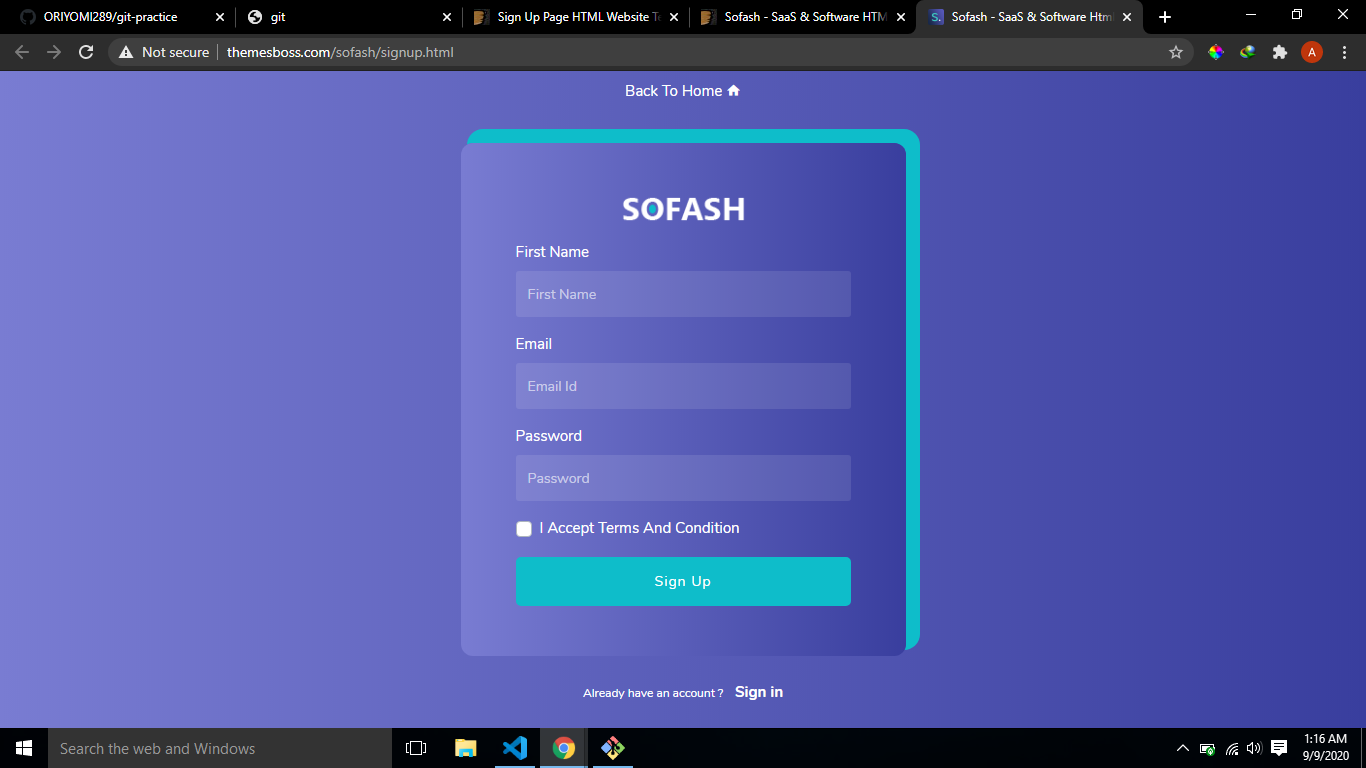 ORIYOMI289/git-practice
git
Sign Up Page HTML Website Te
Sofash - SaaS & Software HTM
Sofash - SaaS & Software Html
Not secure
themesboss.com/sofash/signup.html
A
Back To Home
SOFASH
First Name
First Name
Email
Email Id
Password
Password
I Accept Terms And Condition
Sign Up
Already have an account ? Sign in
Search the web and Windows
1:16 AM
9/9/2020